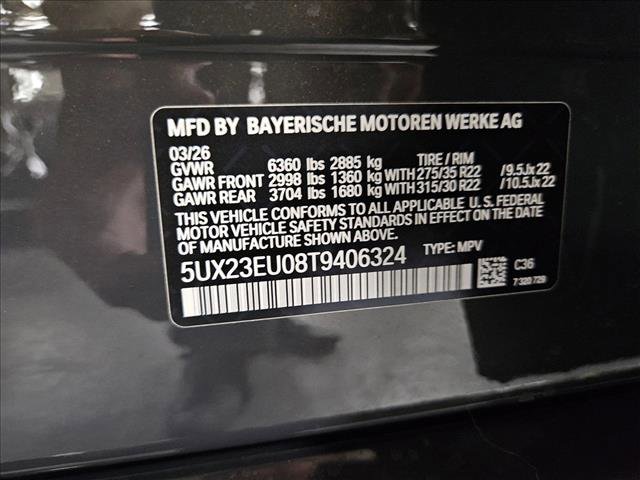 MFD BY BAYERISCHE MOTOREN WERKE AG
03/26
GVWR 6360 lbs 2885 kg TIRE / RIM
GAWR FRONT 2998 lbs 1360 kg WITH 275/35 R22 / 9.5Jx22
GAWR REAR 3704 lbs 1680 kg WITH 315/30 R22 / 10.5Jx22
THIS VEHICLE CONFORMS TO ALL APPLICABLE U. S. FEDERAL
MOTOR VEHICLE SAFETY STANDARDS IN EFFECT ON THE DATE
OF MANUFACTURE SHOWN ABOVE.
5UX23EU08T9406324 TYPE: MPV
C36
7 320 729